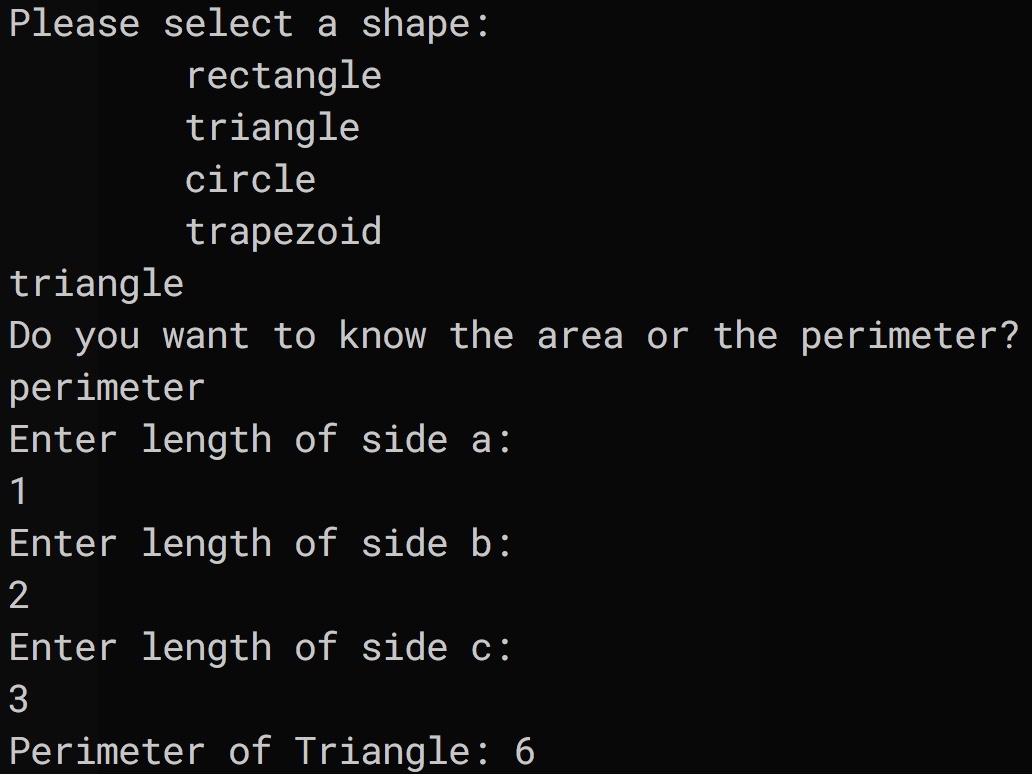 Please select a shape:
        rectangle
        triangle
        circle
        trapezoid
triangle
Do you want to know the area or the perimeter?
perimeter
Enter length of side a:
1
Enter length of side b:
2
Enter length of side c:
3
Perimeter of Triangle: 6